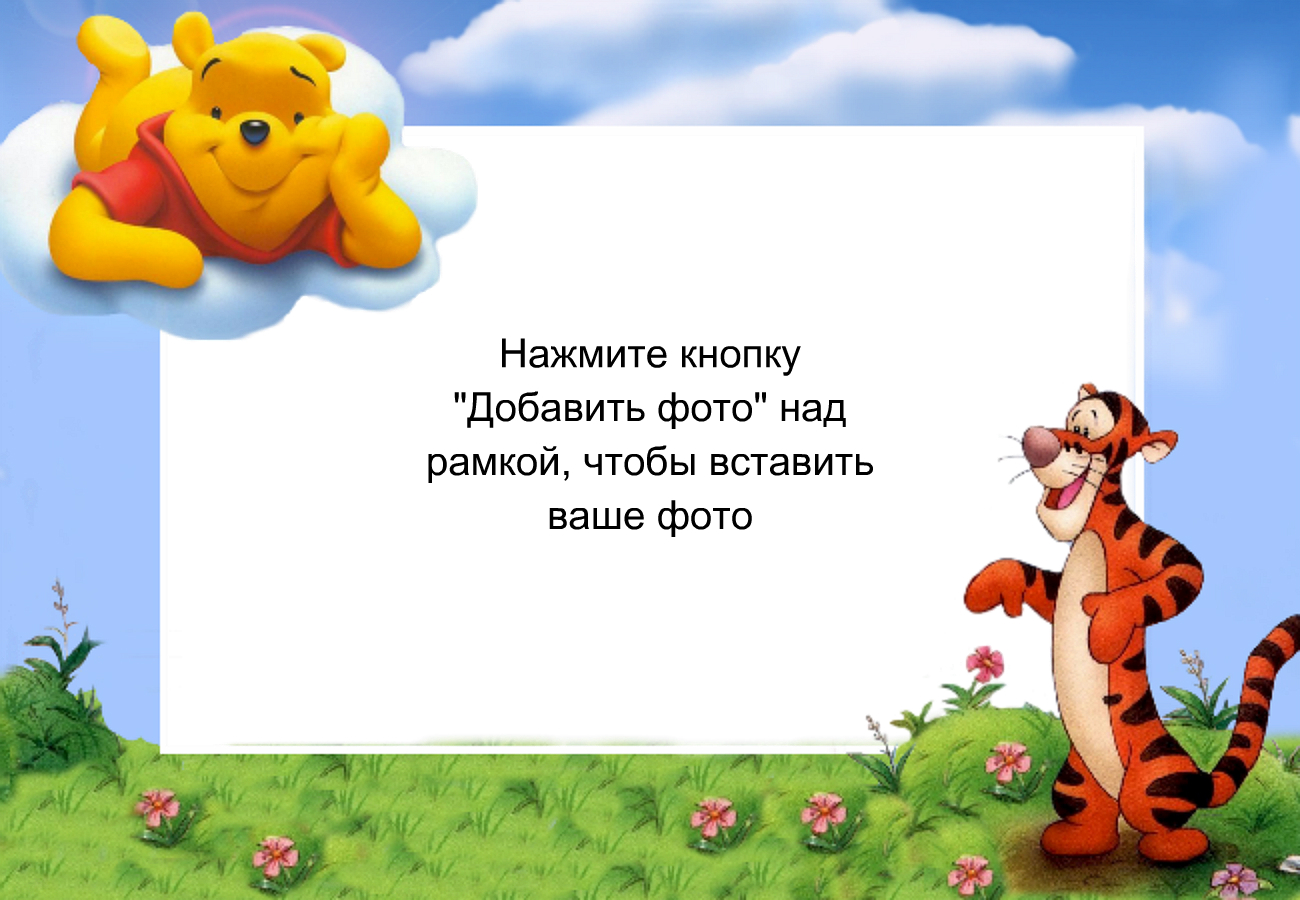 Нажмите кнопку
"Добавить фото" над
рамкой, чтобы вставить
ваше фото